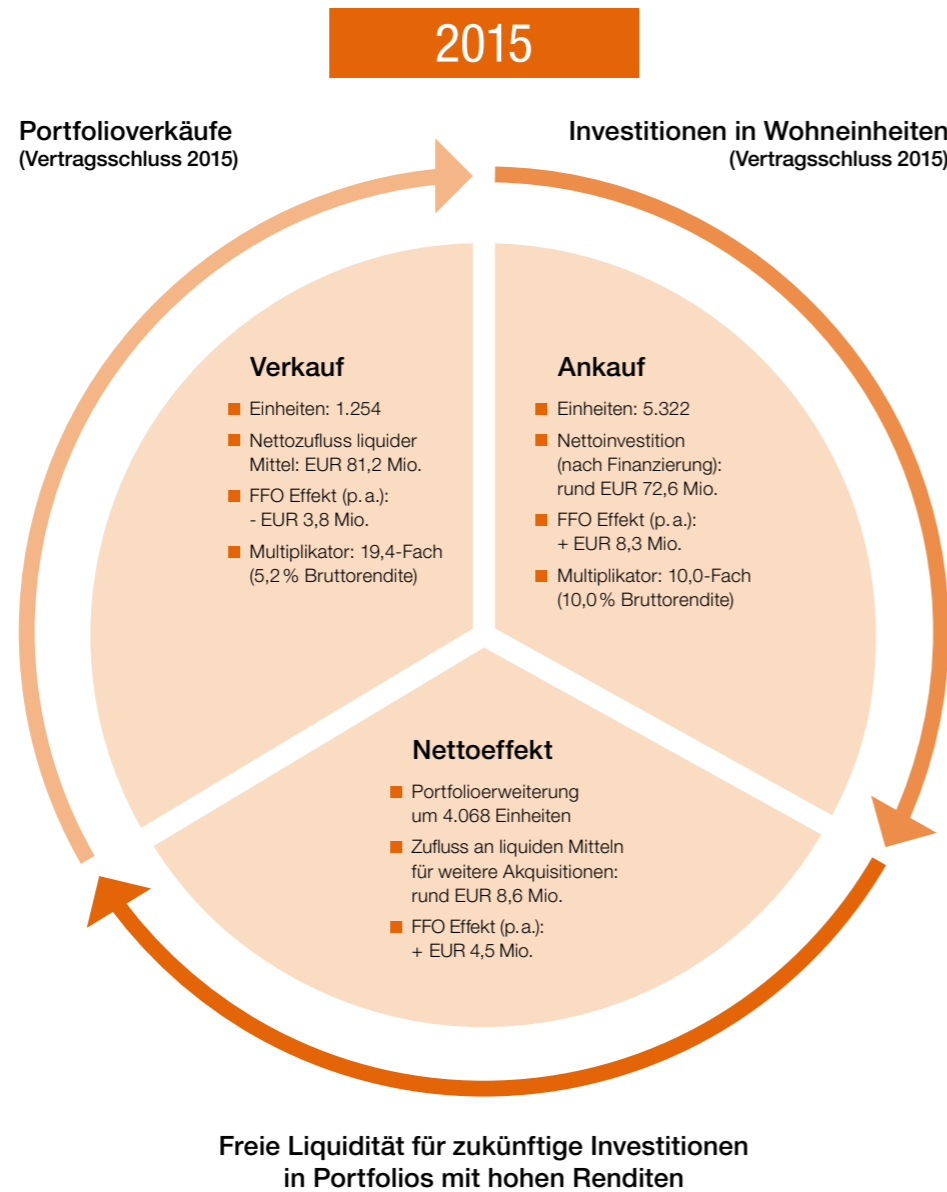 2015
Portfolioverkäufe
(Vertragsschluss 2015)
Investitionen in Wohneinheiten
(Vertragsschluss 2015)
Verkauf
Einheiten: 1.254
Nettozufluss liquider
Mittel: EUR 81,2 Mio.
FFO Effekt (p. a.):
- EUR 3,8 Mio.
Multiplikator: 19,4-Fach
(5,2 % Bruttorendite)
Ankauf
Einheiten: 5.322
Nettoinvestition
(nach Finanzierung):
rund EUR 72,6 Mio.
FFO Effekt (p. a.):
+ EUR 8,3 Mio.
Multiplikator: 10,0-Fach
(10,0 % Bruttorendite)
Nettoeffekt
Portfolioerweiterung
um 4.068 Einheiten
Zufluss an liquiden Mitteln
für weitere Akquisitionen:
rund EUR 8,6 Mio.
FFO Effekt (p. a.):
+ EUR 4,5 Mio.
Freie Liquidität für zukünftige Investitionen
in Portfolios mit hohen Renditen